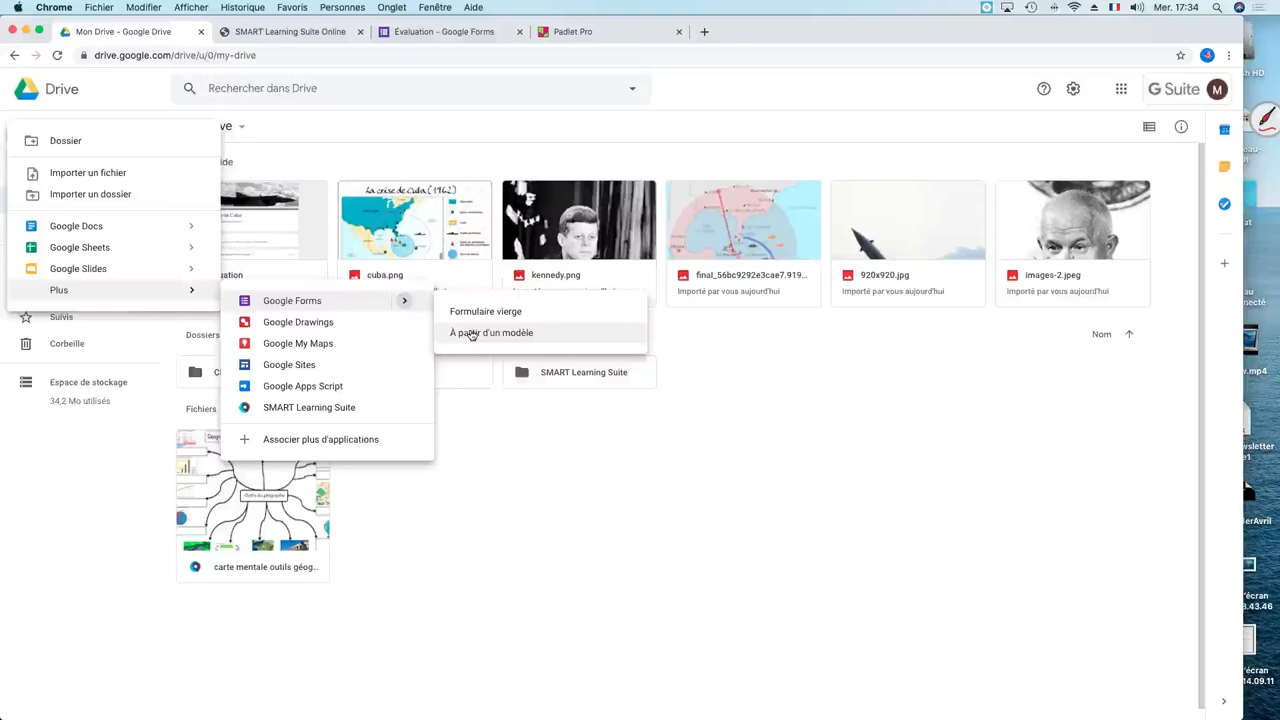 Chrome Fichier Modifier Afficher Historique Favoris Personnes Onglet Fenêtre Aide Mer. 17:34
Mon Drive - Google Drive
SMART Learning Suite Online
Évaluation - Google Forms
Padlet Pro
drive.google.com/drive/u/0/my-drive
Drive
Rechercher dans Drive
G Suite M
Dossier
Importer un fichier
Importer un dossier
Google Docs
Google Sheets
Google Slides
Plus
Suivis
Corbeille
Espace de stockage
34,2 Mo utilisés
La crise de Cuba (1962)
cuba.png
kennedy.png
final_56bc9292e3cae7.919...
Importé par vous aujourd'hui
920x920.jpg
Importé par vous aujourd'hui
images-2.jpeg
Importé par vous aujourd'hui
Google Forms
Google Drawings
Google My Maps
Google Sites
Google Apps Script
SMART Learning Suite
Associer plus d'applications
Formulaire vierge
À partir d'un modèle
Nom
Dossiers
SMART Learning Suite
Fichiers
Outils du géographe
carte mentale outils géog...